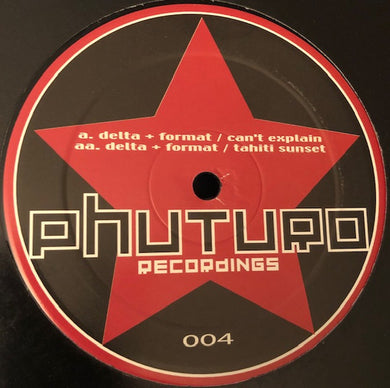 a. delta + format / can't explain
aa. delta + format / tahiti sunset
PHUTURO
RECORDINGS
004